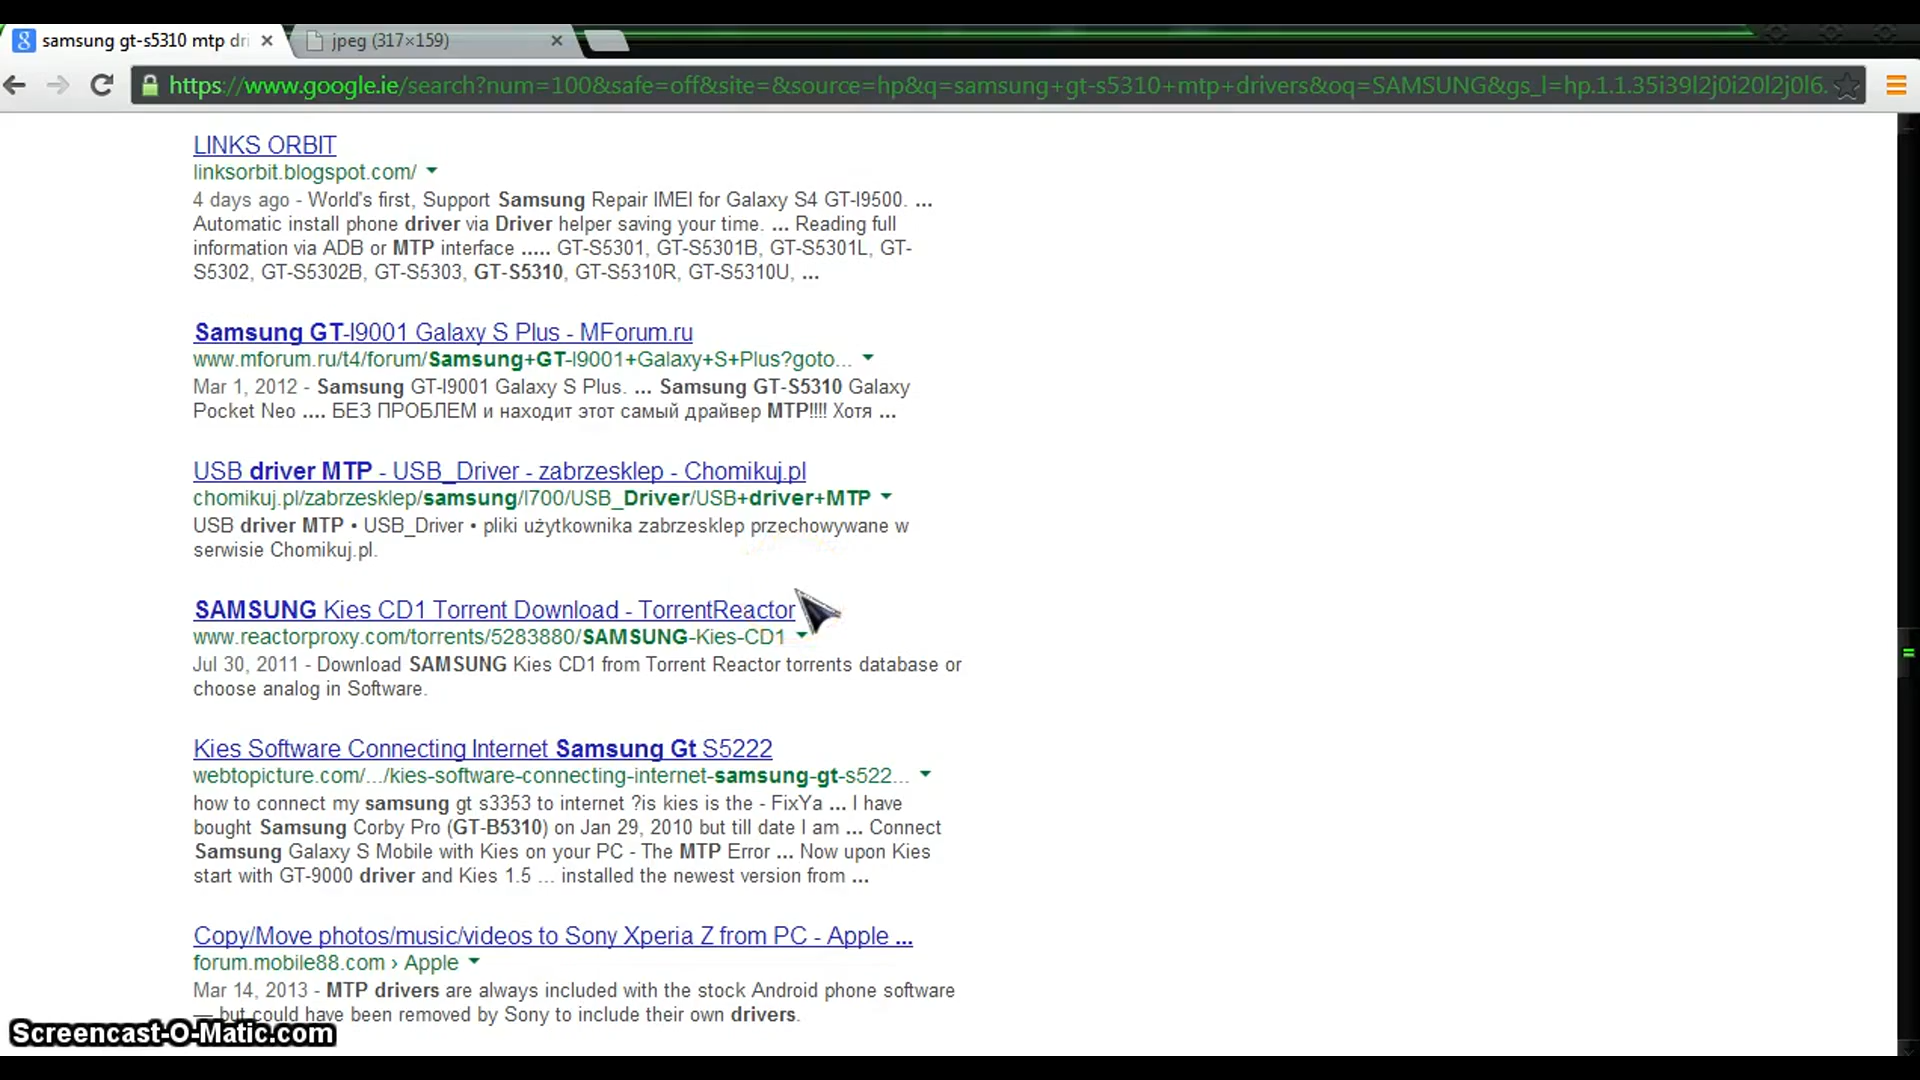 samsung gt-s5310 mtp dri
jpeg (317×159)
https://www.google.ie/search?num=100&safe=off&site=&source=hp&q=samsung+gt-s5310+mtp+drivers&oq=SAMSUNG&gs_l=hp.1.1.35i39l2j0i20l2j0l6.
LINKS ORBIT
linksorbit.blogspot.com/
4 days ago - World's first, Support Samsung Repair IMEI for Galaxy S4 GT-I9500. ...
Automatic install phone driver via Driver helper saving your time. ... Reading full
information via ADB or MTP interface ..... GT-S5301, GT-S5301B, GT-S5301L, GT-
S5302, GT-S5302B, GT-S5303, GT-S5310, GT-S5310R, GT-S5310U, ...
Samsung GT-I9001 Galaxy S Plus - MForum.ru
www.mforum.ru/t4/forum/Samsung+GT-I9001+Galaxy+S+Plus?goto...
Mar 1, 2012 - Samsung GT-I9001 Galaxy S Plus. ... Samsung GT-S5310 Galaxy
Pocket Neo .... БЕЗ ПРОБЛЕМ и находит этот самый драйвер MTP!!!! Хотя ...
USB driver MTP - USB_Driver - zabrzesklep - Chomikuj.pl
chomikuj.pl/zabrzesklep/samsung/I700/USB_Driver/USB+driver+MTP
USB driver MTP • USB_Driver • pliki użytkownika zabrzesklep przechowywane w
serwisie Chomikuj.pl.
SAMSUNG Kies CD1 Torrent Download - TorrentReactor
www.reactorproxy.com/torrents/5283880/SAMSUNG-Kies-CD1
Jul 30, 2011 - Download SAMSUNG Kies CD1 from Torrent Reactor torrents database or
choose analog in Software.
Kies Software Connecting Internet Samsung Gt S5222
webtopicture.com/.../kies-software-connecting-internet-samsung-gt-s522...
how to connect my samsung gt s3353 to internet ?is kies is the - FixYa ... I have
bought Samsung Corby Pro (GT-B5310) on Jan 29, 2010 but till date I am ... Connect
Samsung Galaxy S Mobile with Kies on your PC - The MTP Error ... Now upon Kies
start with GT-9000 driver and Kies 1.5 ... installed the newest version from ...
Copy/Move photos/music/videos to Sony Xperia Z from PC - Apple ...
forum.mobile88.com › Apple
Mar 14, 2013 - MTP drivers are always included with the stock Android phone software
— but could have been removed by Sony to include their own drivers.
Screencast-O-Matic.com